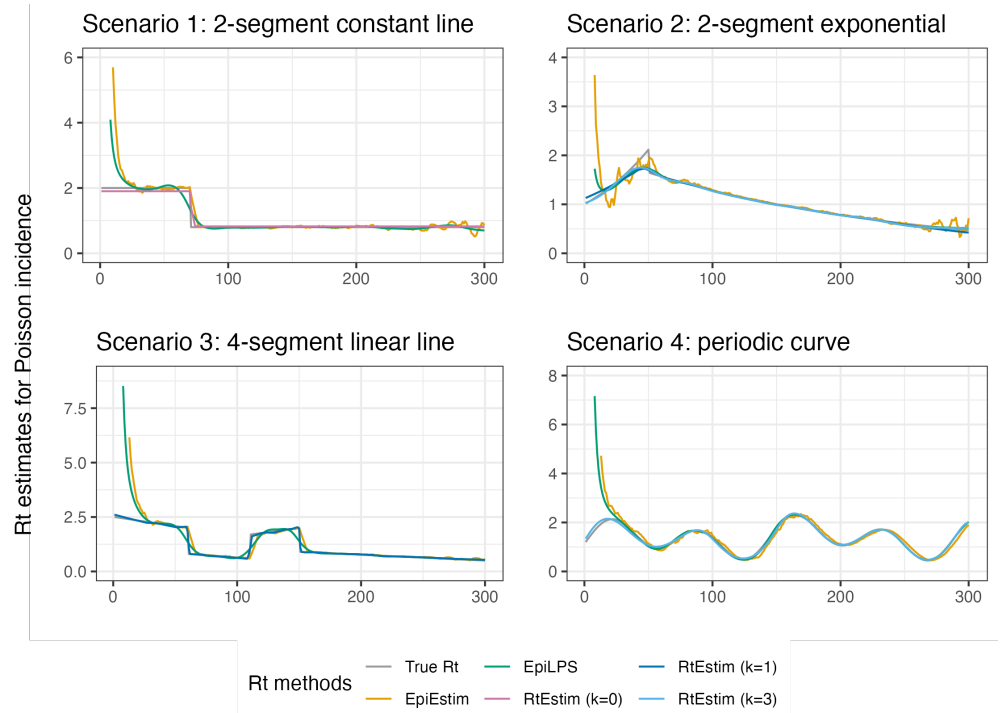 Scenario 1: 2-segment constant line
6
4
2
0
0 100 200 300
Scenario 2: 2-segment exponential
4
3
2
1
0
0 100 200 300
Rt estimates for Poisson incidence
Scenario 3: 4-segment linear line
7.5
5.0
2.5
0.0
0 100 200 300
Scenario 4: periodic curve
8
6
4
2
0
0 100 200 300
Rt methods
True Rt EpiLPS RtEstim (k=1)
EpiEstim RtEstim (k=0) RtEstim (k=3)